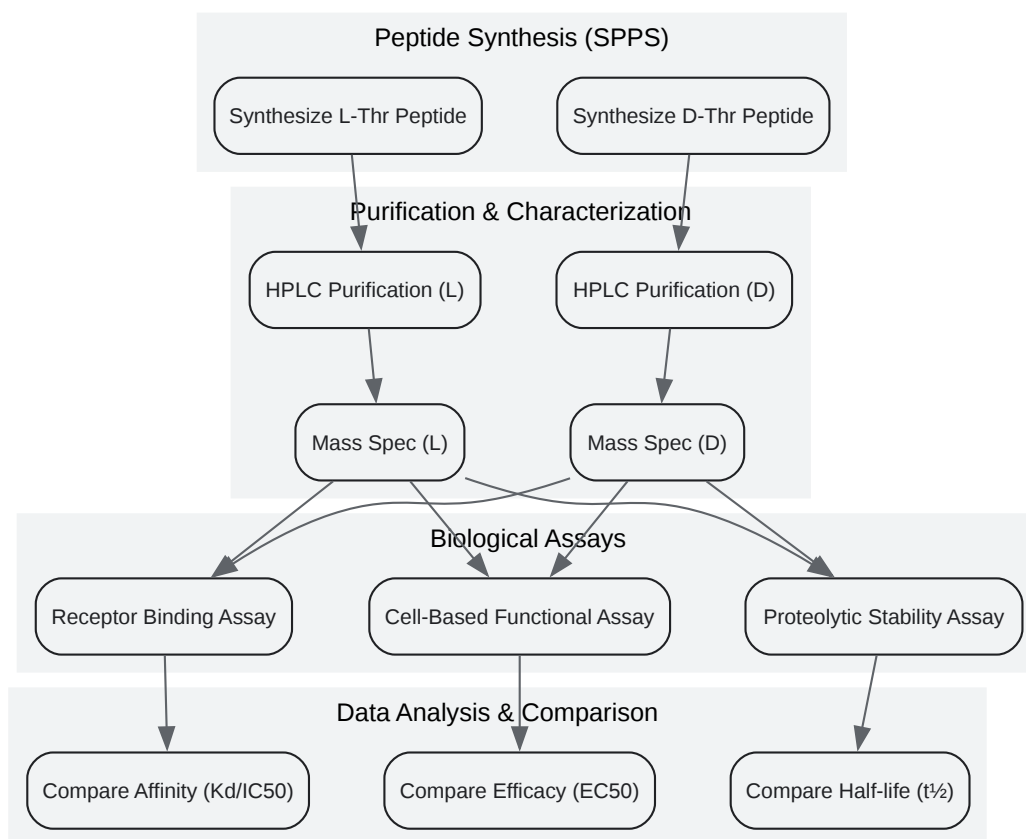 Peptide Synthesis (SPPS)
Synthesize L-Thr Peptide
Synthesize D-Thr Peptide
Purification & Characterization
HPLC Purification (L)
HPLC Purification (D)
Mass Spec (L)
Mass Spec (D)
Biological Assays
Receptor Binding Assay
Cell-Based Functional Assay
Proteolytic Stability Assay
Data Analysis & Comparison
Compare Affinity (Kd/IC50)
Compare Efficacy (EC50)
Compare Half-life (t½)